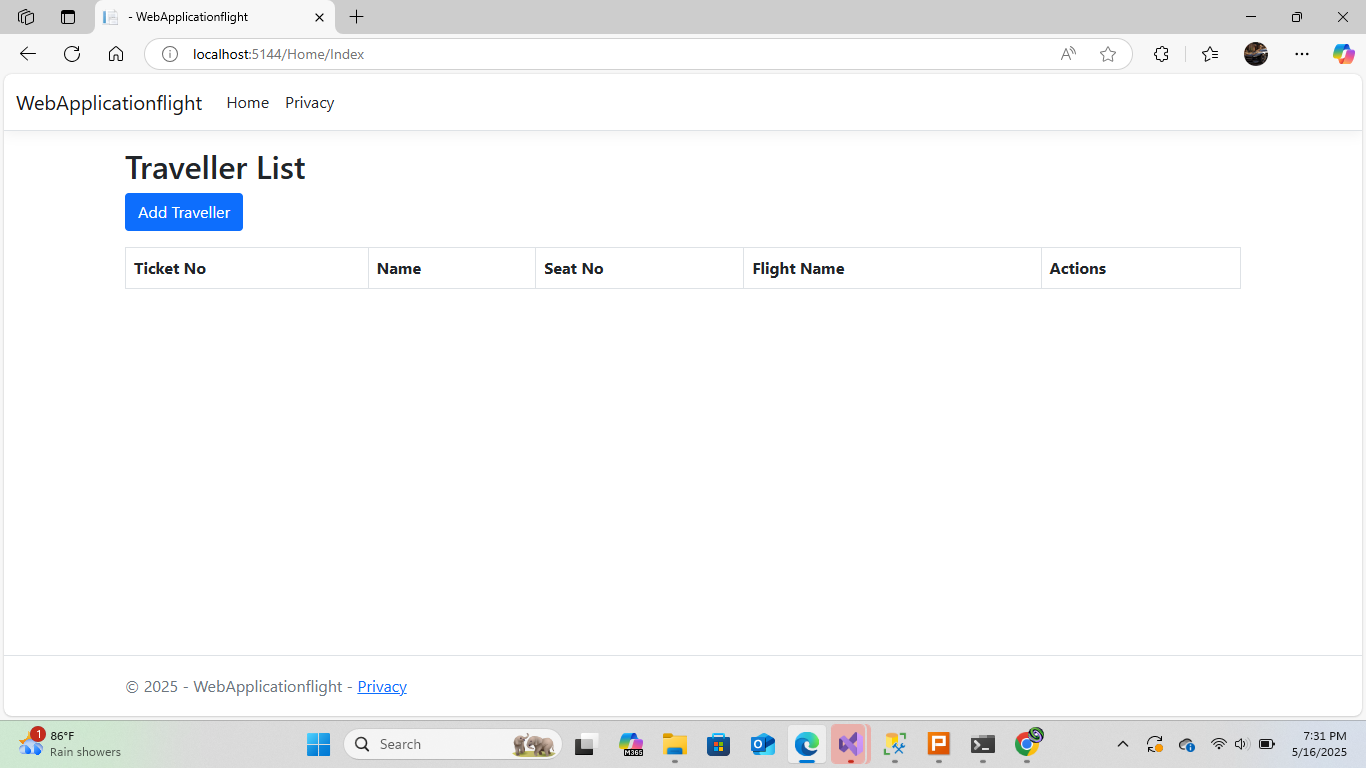 - WebApplicationflight
localhost:5144/Home/Index
WebApplicationflight Home Privacy
Traveller List
Add Traveller
Ticket No Name Seat No Flight Name Actions
© 2025 - WebApplicationflight - Privacy
1
86°F
Rain showers
Search
M365
7:31 PM
5/16/2025